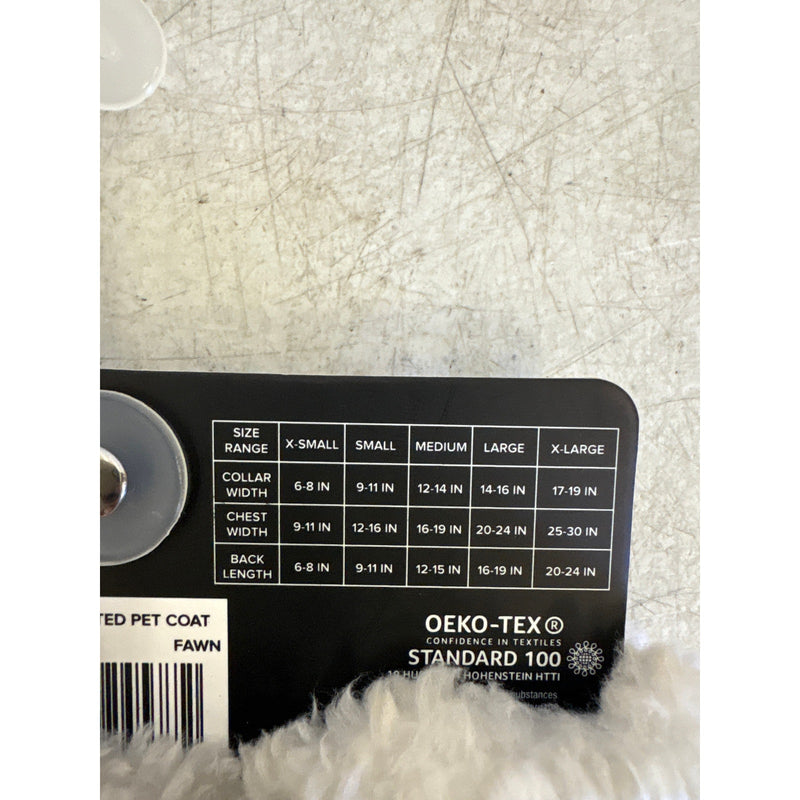 SIZE RANGE X-SMALL SMALL MEDIUM LARGE X-LARGE
COLLAR WIDTH 6-8 IN 9-11 IN 12-14 IN 14-16 IN 17-19 IN
CHEST WIDTH 9-11 IN 12-16 IN 16-19 IN 20-24 IN 25-30 IN
BACK LENGTH 6-8 IN 9-11 IN 12-15 IN 16-19 IN 20-24 IN
TED PET COAT
FAWN
OEKO-TEX®
CONFIDENCE IN TEXTILES
STANDARD 100
HOHENSTEIN HTTI
substances